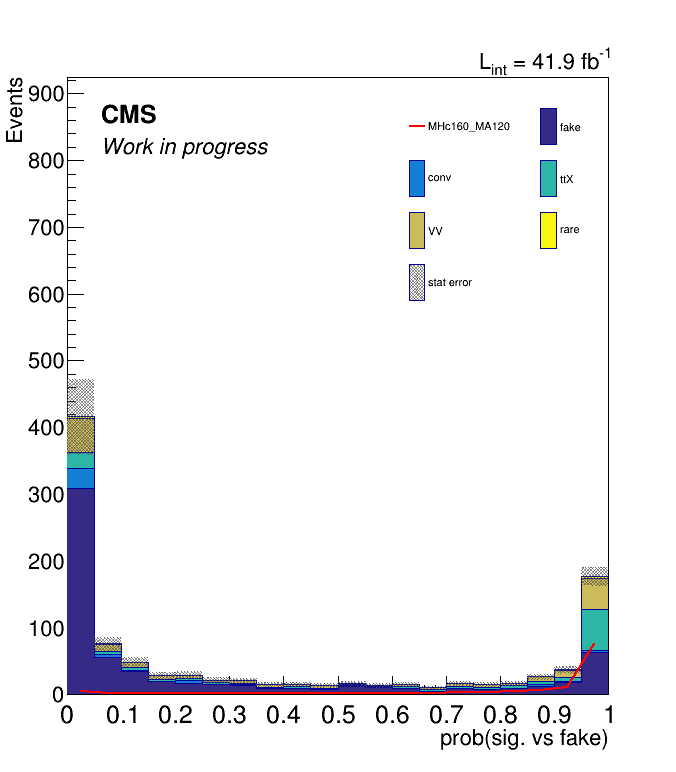 L_int = 41.9 fb^-1
Events
CMS
Work in progress
MHc160_MA120
fake
conv
ttX
VV
rare
stat error
900
800
700
600
500
400
300
200
100
0
0 0.1 0.2 0.3 0.4 0.5 0.6 0.7 0.8 0.9 1
prob(sig. vs fake)